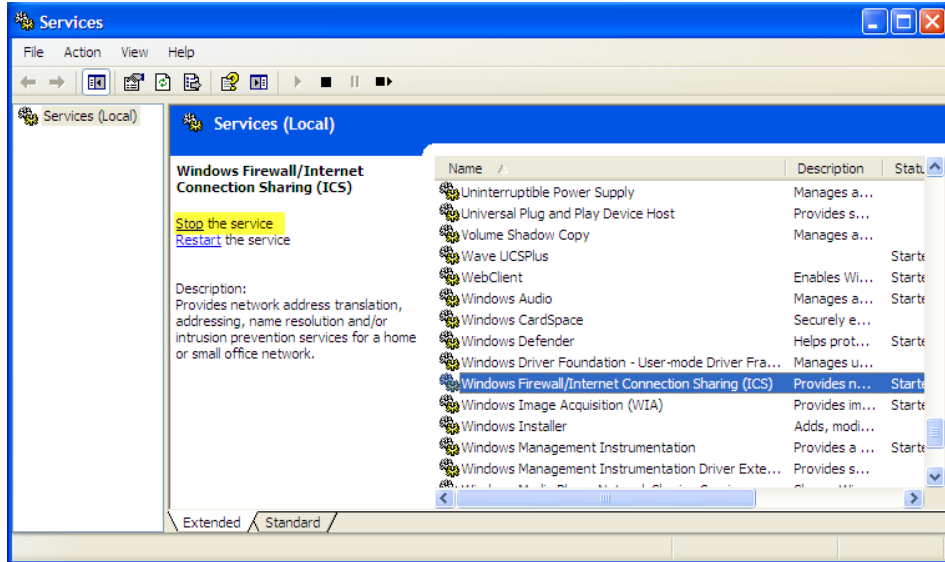 Services
File Action View Help
Services (Local)
Services (Local)
Windows Firewall/Internet
Connection Sharing (ICS)
Stop the service
Restart the service
Description:
Provides network address translation,
addressing, name resolution and/or
intrusion prevention services for a home
or small office network.
Name Description Statu
Uninterruptible Power Supply Manages a...
Universal Plug and Play Device Host Provides s...
Volume Shadow Copy Manages a...
Wave UCSPlus Starte
WebClient Enables Wi... Starte
Windows Audio Manages a... Starte
Windows CardSpace Securely e...
Windows Defender Helps prot... Starte
Windows Driver Foundation - User-mode Driver Fra... Manages u...
Windows Firewall/Internet Connection Sharing (ICS) Provides n... Starte
Windows Image Acquisition (WIA) Provides im... Starte
Windows Installer Adds, modi...
Windows Management Instrumentation Provides a ... Starte
Windows Management Instrumentation Driver Exte... Provides s...
Extended Standard